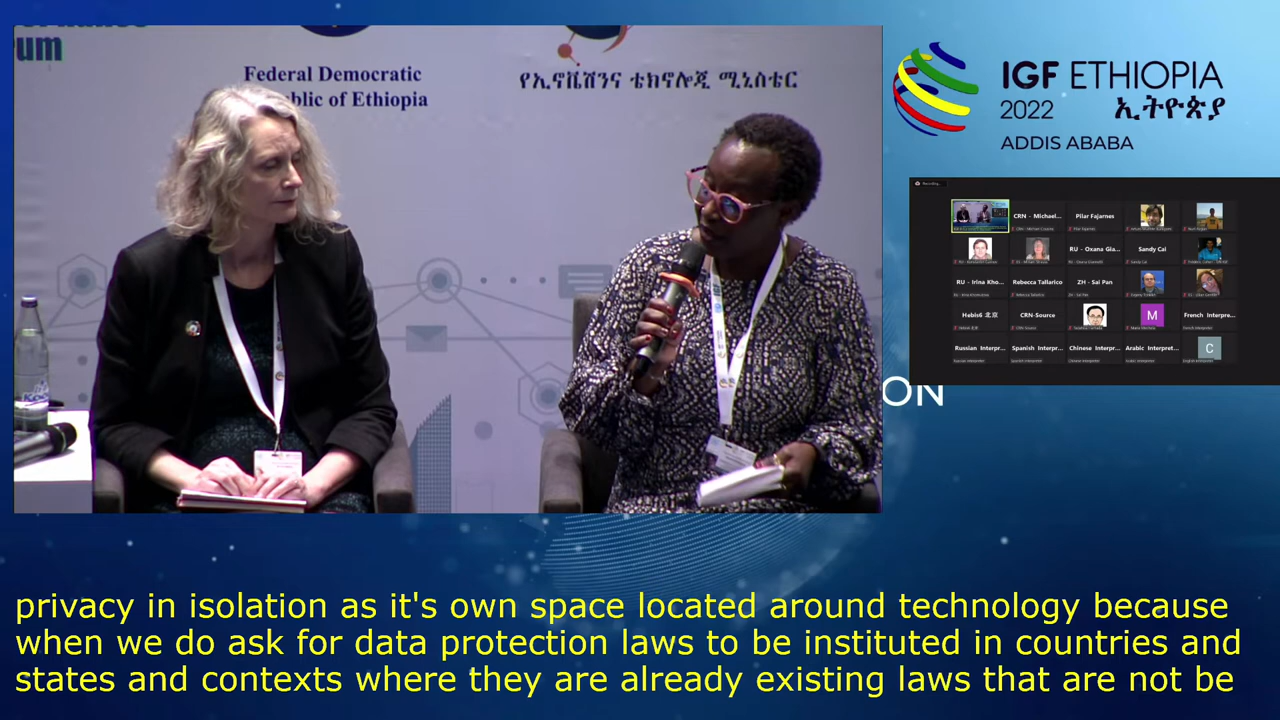 um
Federal Democratic
blic of Ethiopia
የኢኖቬሽንና ቴክኖሎጂ ሚኒስቴር
IGF ETHIOPIA
2022 ኢትዮጵያ
ADDIS ABABA
Recording...
CRN - Michael...
Pilar Fajarnes
RU - Oxana Gia...
Sandy Cai
RU - Irina Kho...
Rebecca Tallarico
ZH - Sai Pan
Hebis6 北京
CRN-Source
M
French Interpre...
Russian Interpr...
Spanish Interpr...
Chinese Interpr...
Arabic Interpret...
C
ON
privacy in isolation as it's own space located around technology because
when we do ask for data protection laws to be instituted in countries and
states and contexts where they are already existing laws that are not be